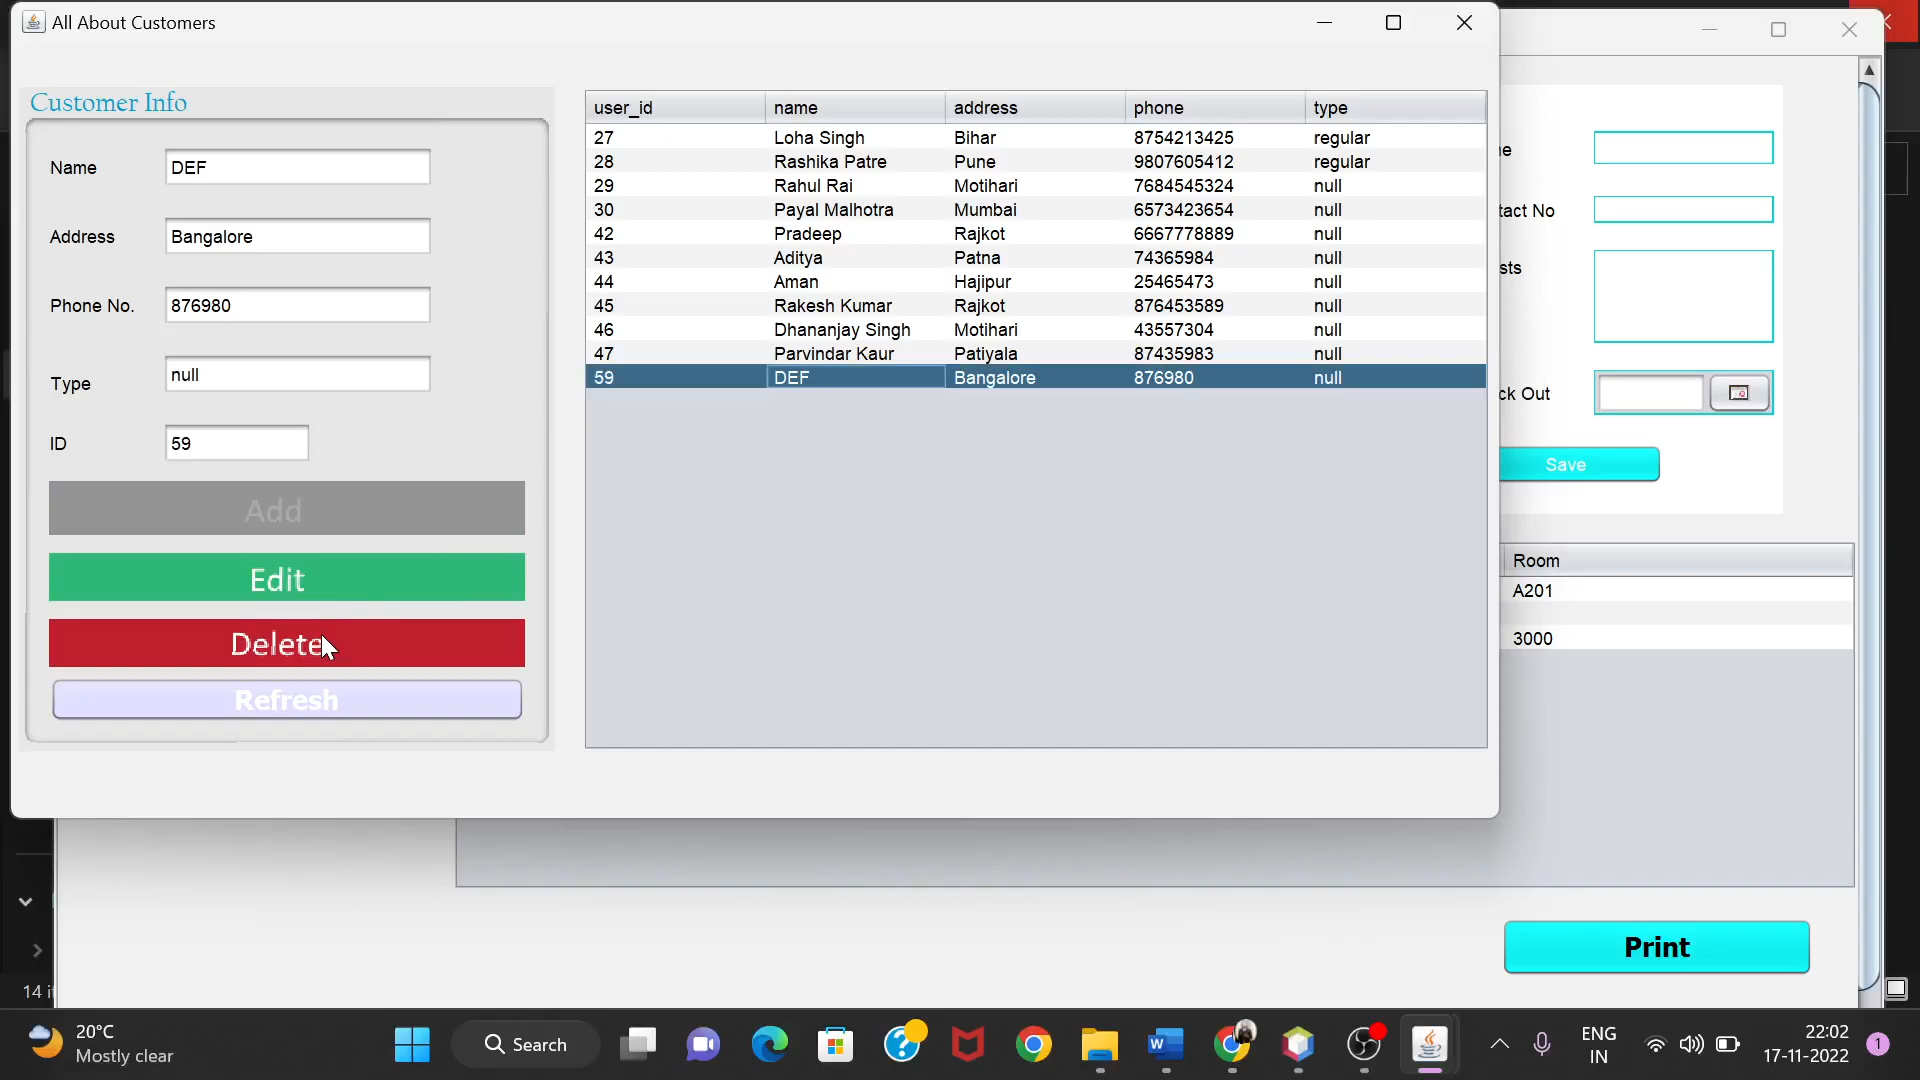 All About Customers
Customer Info
Name DEF
Address Bangalore
Phone No. 876980
Type null
ID 59
Add
Edit
Delete
Refresh
user_id name address phone type
27 Loha Singh Bihar 8754213425 regular
28 Rashika Patre Pune 9807605412 regular
29 Rahul Rai Motihari 7684545324 null
30 Payal Malhotra Mumbai 6573423654 null
42 Pradeep Rajkot 6667778889 null
43 Aditya Patna 74365984 null
44 Aman Hajipur 25465473 null
45 Rakesh Kumar Rajkot 876453589 null
46 Dhananjay Singh Motihari 43557304 null
47 Parvindar Kaur Patiyala 87435983 null
59 DEF Bangalore 876980 null
tact No
sts
ck Out
Save
Room
A201
3000
Print
14
20°C
Mostly clear
Search
ENG
IN
22:02
17-11-2022
1